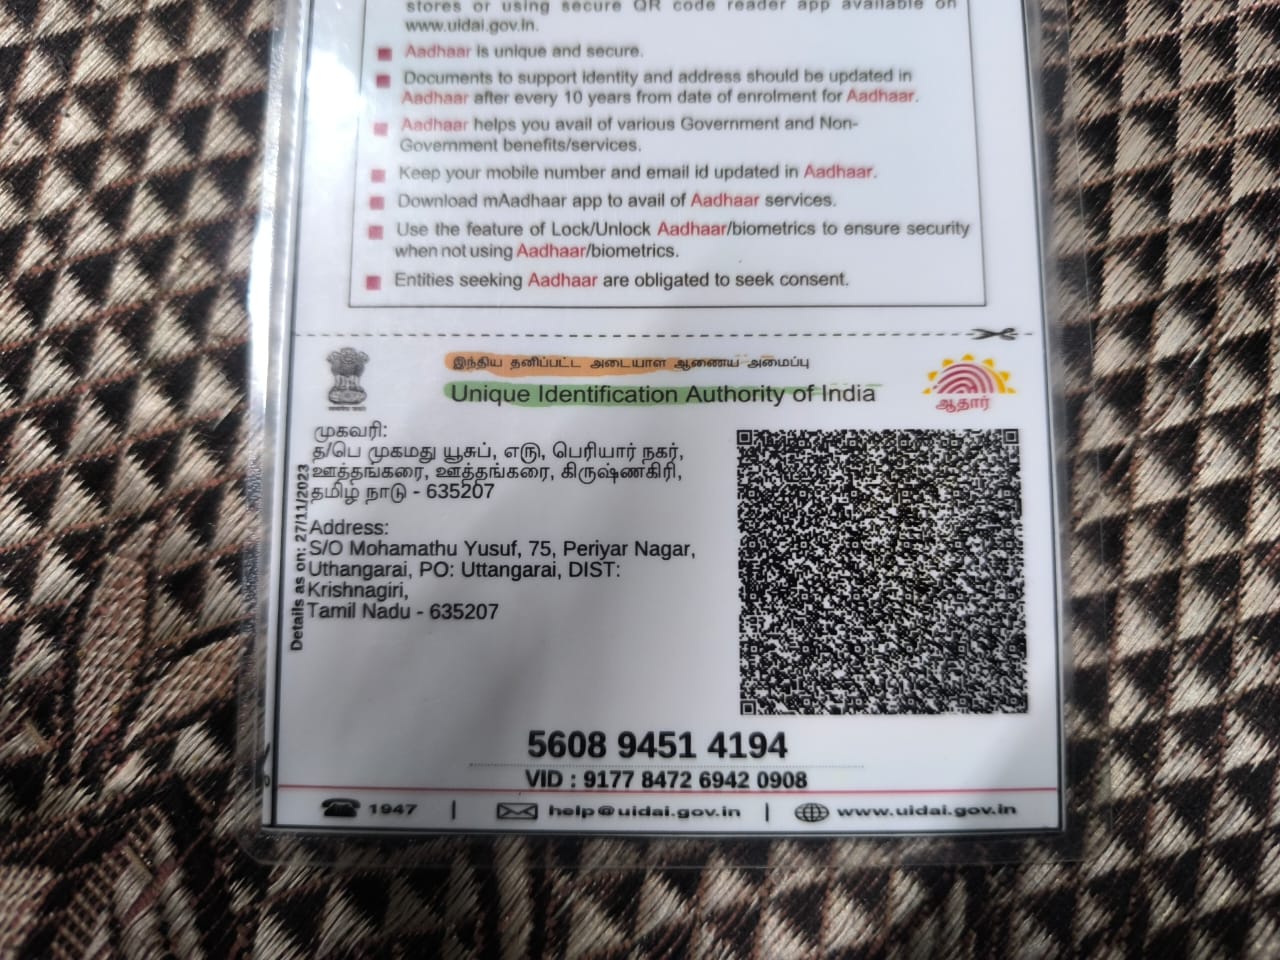 stores or using secure QR code reader app available on
www.uidai.gov.in.
Aadhaar is unique and secure.
Documents to support identity and address should be updated in
Aadhaar after every 10 years from date of enrolment for Aadhaar.
Aadhaar helps you avail of various Government and Non-
Government benefits/services.
Keep your mobile number and email id updated in Aadhaar.
Download mAadhaar app to avail of Aadhaar services.
Use the feature of Lock/Unlock Aadhaar/biometrics to ensure security
when not using Aadhaar/biometrics.
Entities seeking Aadhaar are obligated to seek consent.
இந்திய தனிப்பட்ட அடையாள ஆணைய அமைப்பு
Unique Identification Authority of India
ஆதார்
முகவரி:
த/பெ முகமது யூசுப், எ௫, பெரியார் நகர்,
ஊத்தங்கரை, ஊத்தங்கரை, கிருஷ்ணகிரி,
தமிழ் நாடு - 635207
Details as on: 27/11/2023
Address:
S/O Mohamathu Yusuf, 75, Periyar Nagar,
Uthangarai, PO: Uttangarai, DIST:
Krishnagiri,
Tamil Nadu - 635207
5608 9451 4194
VID : 9177 8472 6942 0908
1947 | help@uidai.gov.in | www.uidai.gov.in